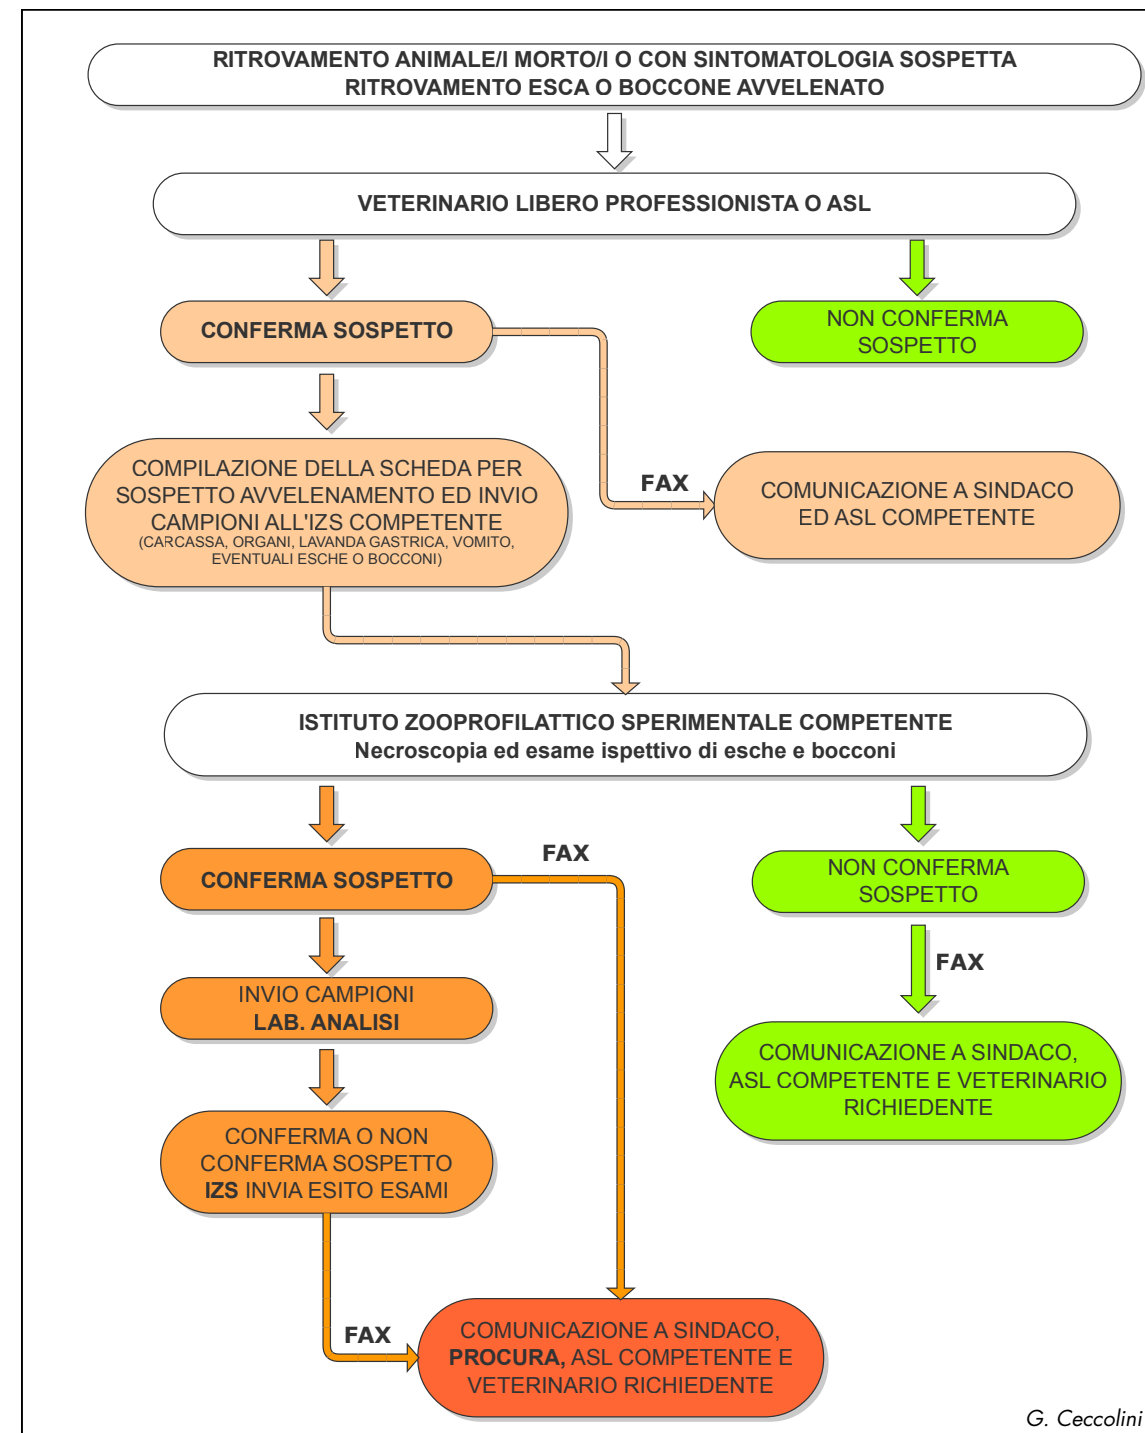 RITROVAMENTO ANIMALE/I MORTO/I O CON SINTOMATOLOGIA SOSPETTA
RITROVAMENTO ESCA O BOCCONE AVVELENATO
VETERINARIO LIBERO PROFESSIONISTA O ASL
CONFERMA SOSPETTO
NON CONFERMA
SOSPETTO
COMPILAZIONE DELLA SCHEDA PER
SOSPETTO AVVELENAMENTO ED INVIO
CAMPIONI ALL'IZS COMPETENTE
(CARCASSA, ORGANI, LAVANDA GASTRICA, VOMITO,
EVENTUALI ESCHE O BOCCONI)
FAX
COMUNICAZIONE A SINDACO
ED ASL COMPETENTE
ISTITUTO ZOOPROFILATTICO SPERIMENTALE COMPETENTE
Necroscopia ed esame ispettivo di esche e bocconi
CONFERMA SOSPETTO
FAX
NON CONFERMA
SOSPETTO
FAX
INVIO CAMPIONI
LAB. ANALISI
COMUNICAZIONE A SINDACO,
ASL COMPETENTE E VETERINARIO
RICHIEDENTE
CONFERMA O NON
CONFERMA SOSPETTO
IZS INVIA ESITO ESAMI
FAX
COMUNICAZIONE A SINDACO,
PROCURA, ASL COMPETENTE E
VETERINARIO RICHIEDENTE
G. Ceccolini